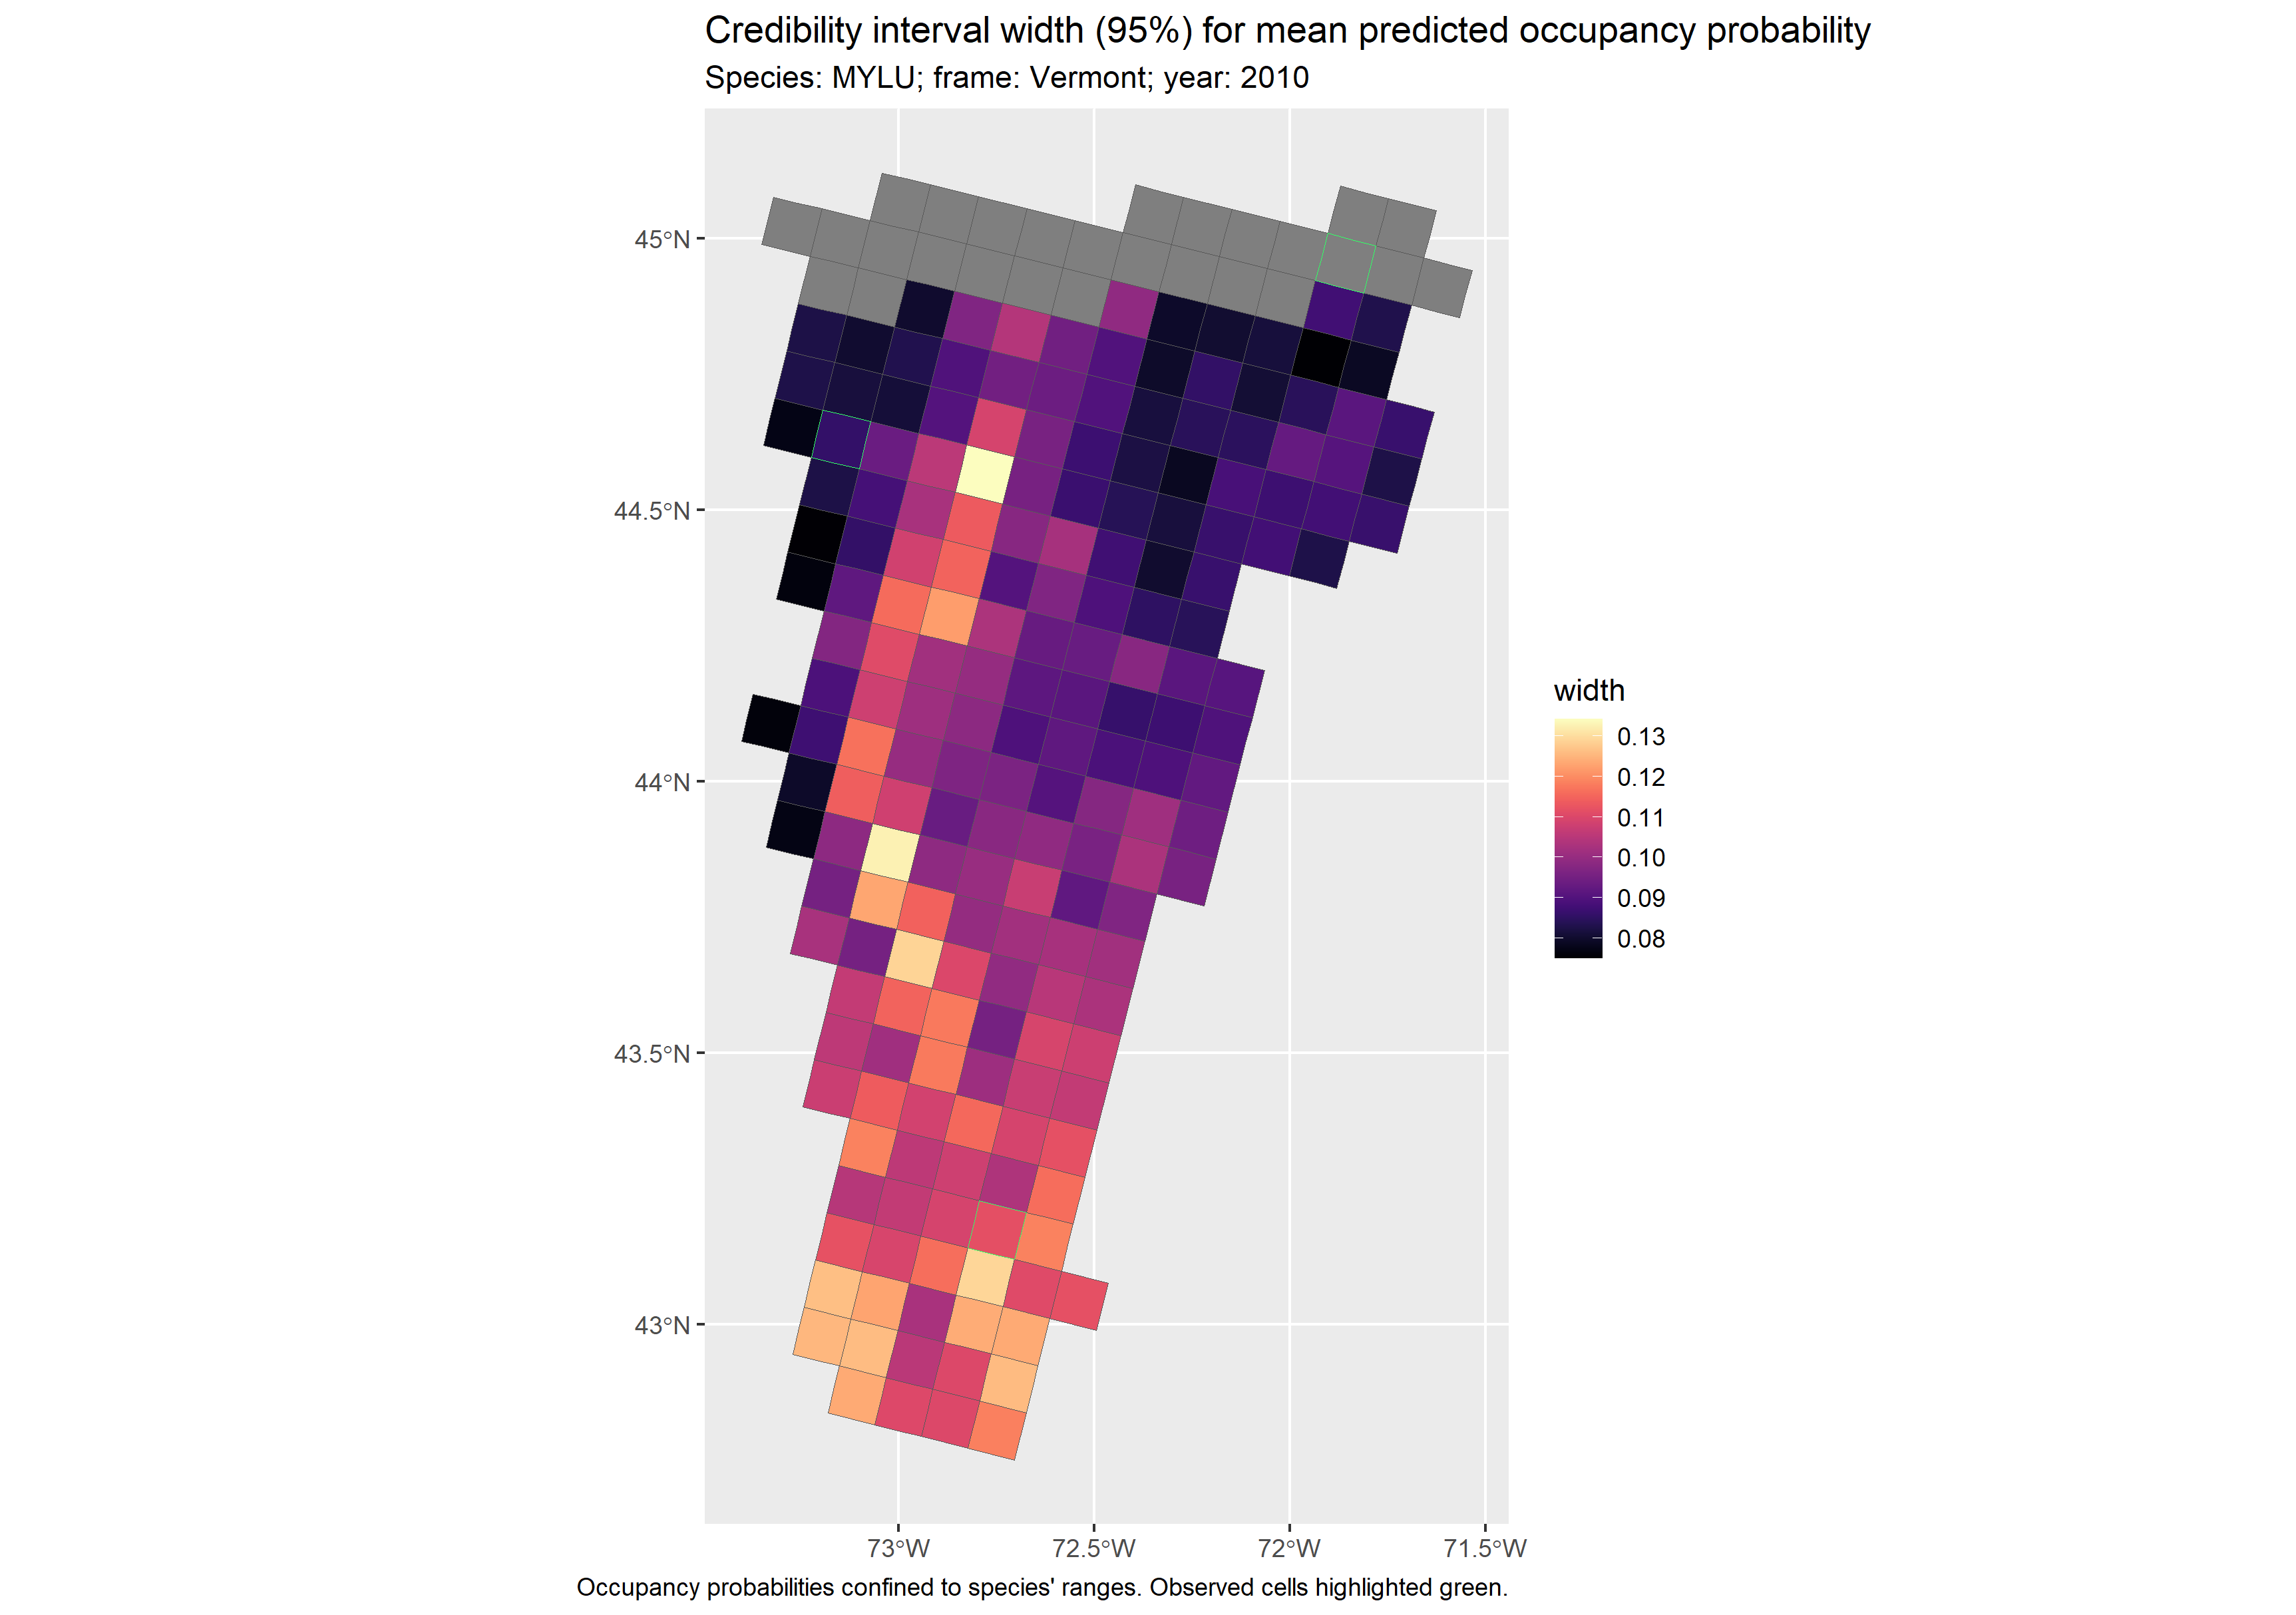 Credibility interval width (95%) for mean predicted occupancy probability
Species: MYLU; frame: Vermont; year: 2010
45°N
44.5°N
44°N
43.5°N
43°N
73°W
72.5°W
72°W
71.5°W
width
0.13
0.12
0.11
0.10
0.09
0.08
Occupancy probabilities confined to species' ranges. Observed cells highlighted green.